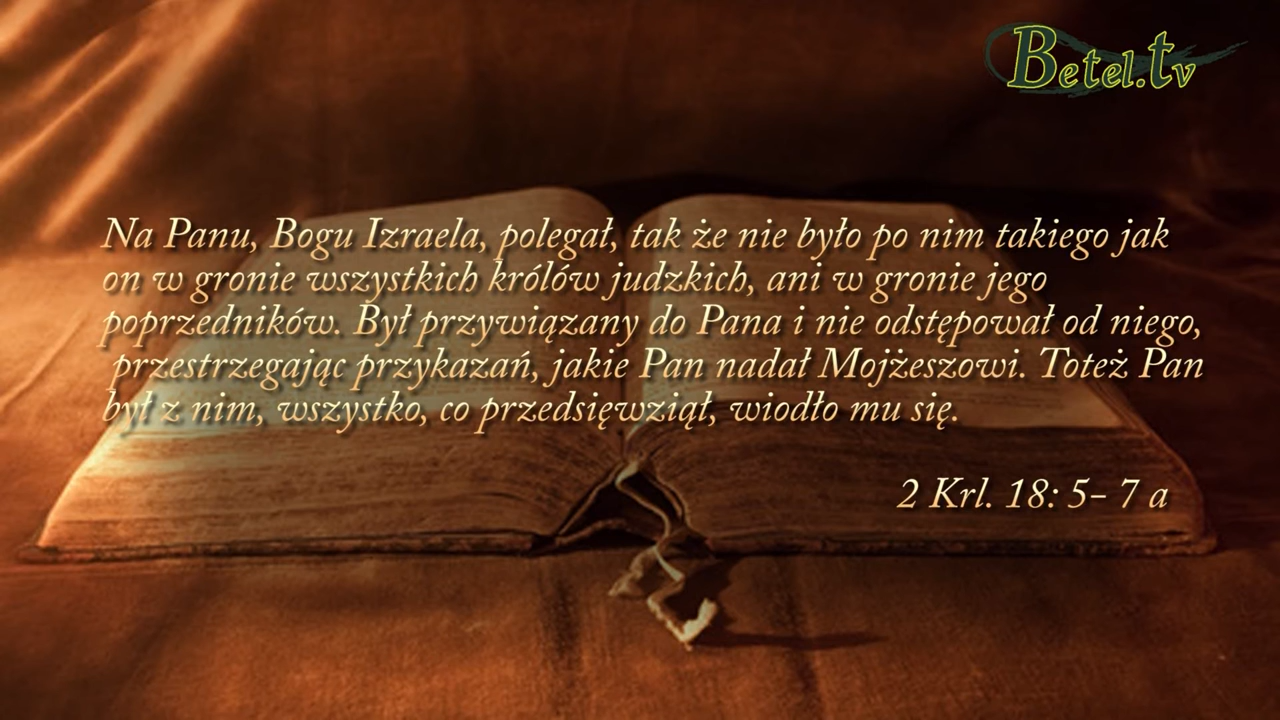 Betel.tv
Na Panu, Bogu Izraela, polegał, tak że nie było po nim takiego jak
on w gronie wszystkich królów judzkich, ani w gronie jego
poprzedników. Był przywiązany do Pana i nie odstępował od niego,
przestrzegając przykazań, jakie Pan nadał Mojżeszowi. Toteż Pan
był z nim, wszystko, co przedsięwziął, wiodło mu się.
2 Krl. 18: 5- 7 a